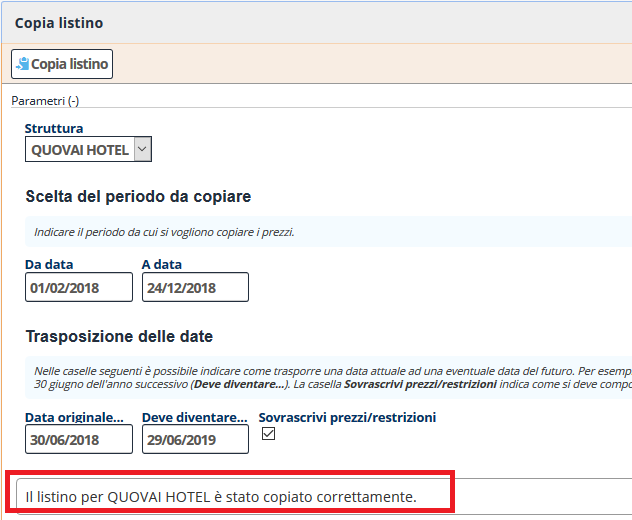 Copia listino
Copia listino
Parametri (-)
Struttura
QUOVAI HOTEL
Scelta del periodo da copiare
Indicare il periodo da cui si vogliono copiare i prezzi.
Da data A data
01/02/2018 24/12/2018
Trasposizione delle date
Nelle caselle seguenti è possibile indicare come trasporre una data attuale ad una eventuale data del futuro. Per esemp
30 giugno dell'anno successivo (Deve diventare...). La casella Sovrascrivi prezzi/restrizioni indica come si deve compo
Data originale... Deve diventare... Sovrascrivi prezzi/restrizioni
30/06/2018 29/06/2019
Il listino per QUOVAI HOTEL è stato copiato correttamente.